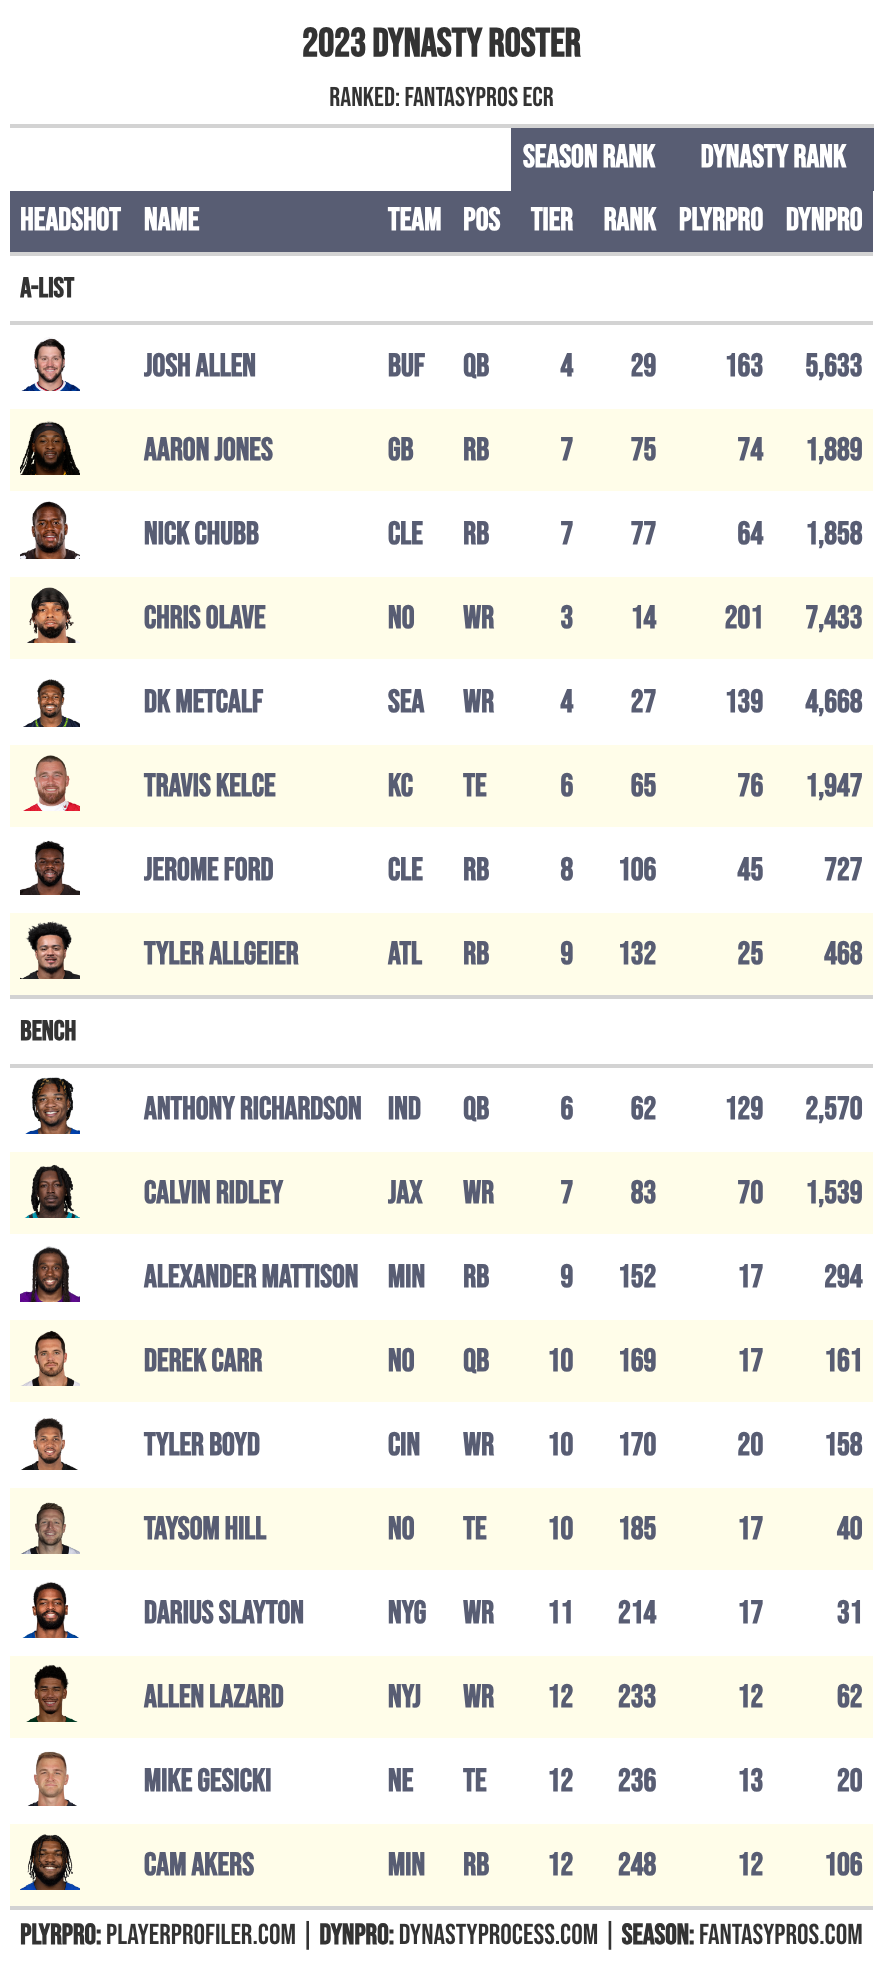 2023 DYNASTY ROSTER
RANKED: FANTASYPROS ECR
SEASON RANK DYNASTY RANK
HEADSHOT NAME TEAM POS TIER RANK PLYRPRO DYNPRO
A-LIST
JOSH ALLEN BUF QB 4 29 163 5,633
AARON JONES GB RB 7 75 74 1,889
NICK CHUBB CLE RB 7 77 64 1,858
CHRIS OLAVE NO WR 3 14 201 7,433
DK METCALF SEA WR 4 27 139 4,668
TRAVIS KELCE KC TE 6 65 76 1,947
JEROME FORD CLE RB 8 106 45 727
TYLER ALLGEIER ATL RB 9 132 25 468
BENCH
ANTHONY RICHARDSON IND QB 6 62 129 2,570
CALVIN RIDLEY JAX WR 7 83 70 1,539
ALEXANDER MATTISON MIN RB 9 152 17 294
DEREK CARR NO QB 10 169 17 161
TYLER BOYD CIN WR 10 170 20 158
TAYSOM HILL NO TE 10 185 17 40
DARIUS SLAYTON NYG WR 11 214 17 31
ALLEN LAZARD NYJ WR 12 233 12 62
MIKE GESICKI NE TE 12 236 13 20
CAM AKERS MIN RB 12 248 12 106
PLYRPRO: PLAYERPROFILER.COM | DYNPRO: DYNASTYPROCESS.COM | SEASON: FANTASYPROS.COM